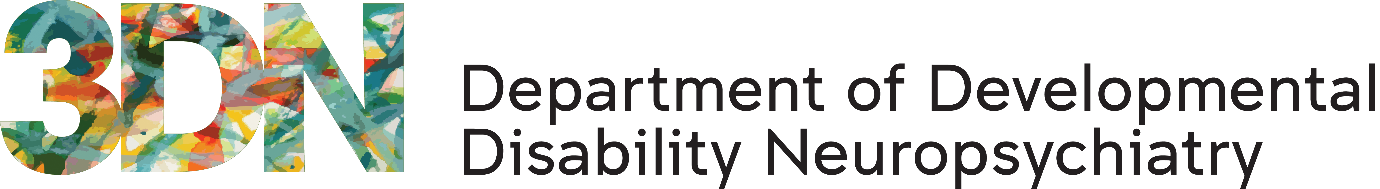 3DN
Department of Developmental
Disability Neuropsychiatry